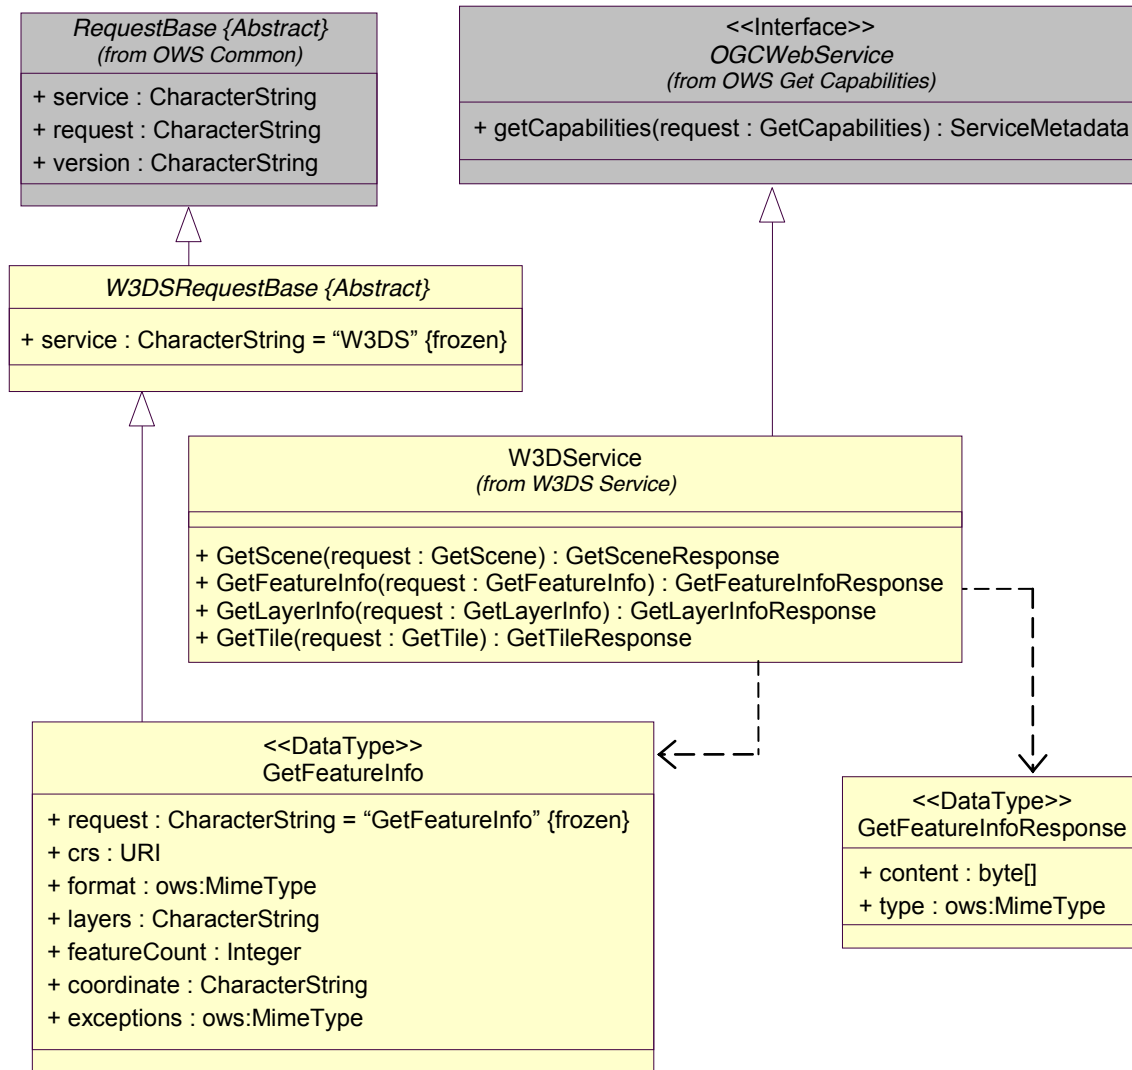 RequestBase {Abstract}
(from OWS Common)
+ service : CharacterString
+ request : CharacterString
+ version : CharacterString
<<Interface>>
OGCWebService
(from OWS Get Capabilities)
+ getCapabilities(request : GetCapabilities) : ServiceMetadata
W3DSRequestBase {Abstract}
+ service : CharacterString = “W3DS” {frozen}
W3DService
(from W3DS Service)
+ GetScene(request : GetScene) : GetSceneResponse
+ GetFeatureInfo(request : GetFeatureInfo) : GetFeatureInfoResponse
+ GetLayerInfo(request : GetLayerInfo) : GetLayerInfoResponse
+ GetTile(request : GetTile) : GetTileResponse
<<DataType>>
GetFeatureInfo
+ request : CharacterString = “GetFeatureInfo” {frozen}
+ crs : URI
+ format : ows:MimeType
+ layers : CharacterString
+ featureCount : Integer
+ coordinate : CharacterString
+ exceptions : ows:MimeType
<<DataType>>
GetFeatureInfoResponse
+ content : byte[]
+ type : ows:MimeType